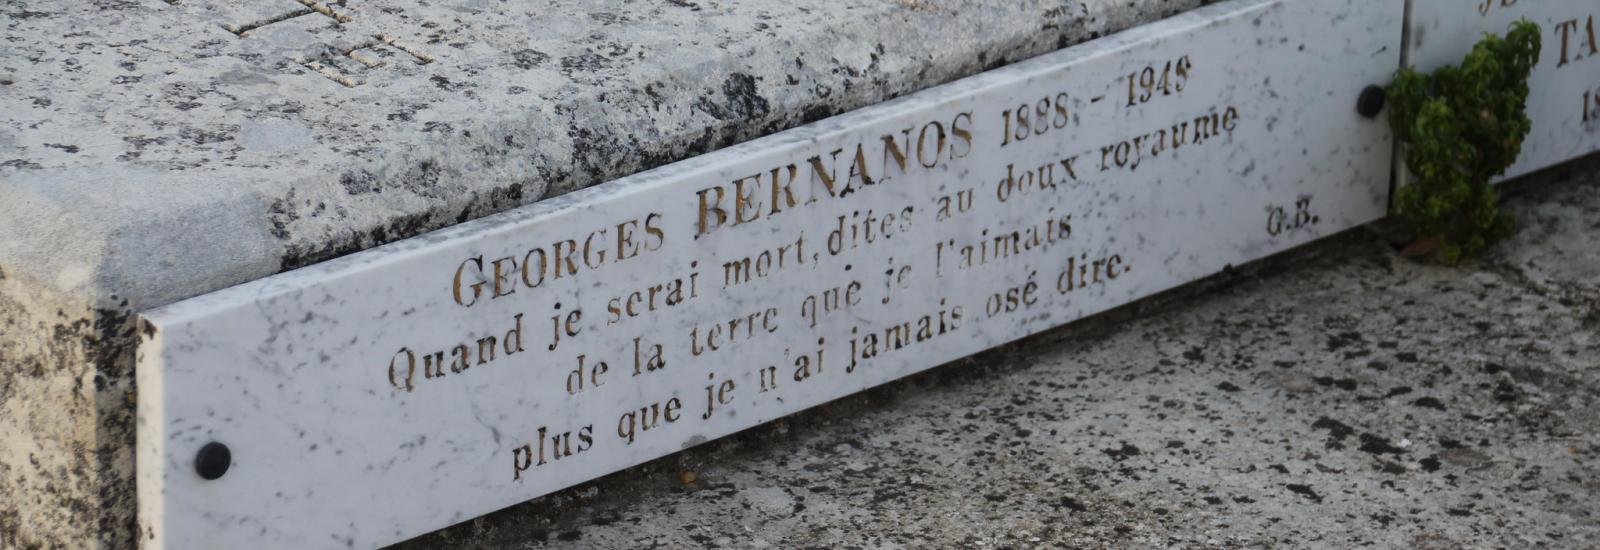 GEORGES BERNANOS 1888 - 1948
Quand je serai mort, dites au doux royaume
de la terre que je l'aimais
plus que je n'ai jamais osé dire.
G.B.
TA